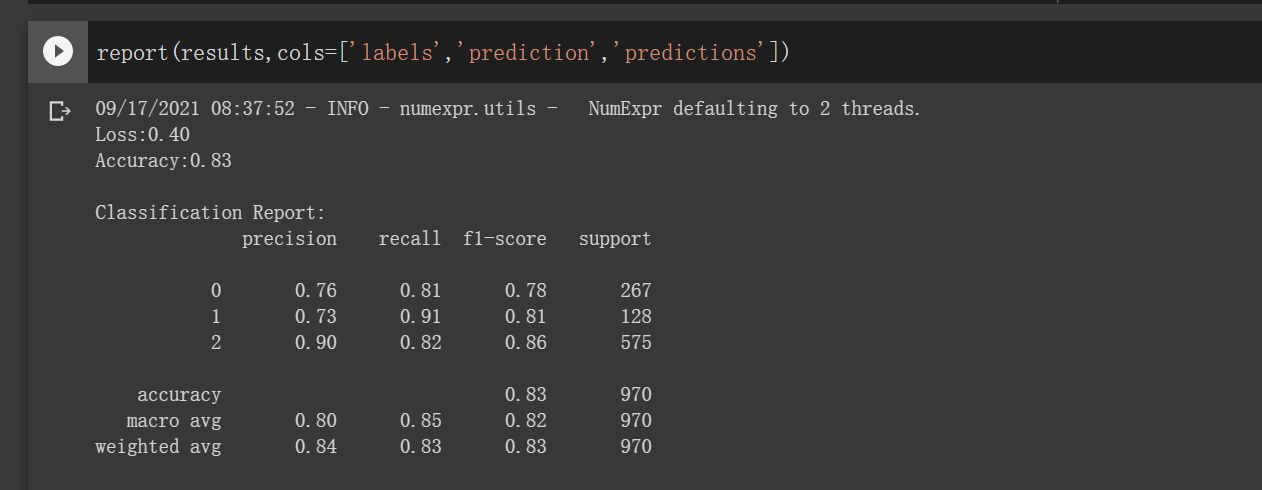 report(results,cols=['labels','prediction','predictions'])
09/17/2021 08:37:52 - INFO - numexpr.utils -   NumExpr defaulting to 2 threads.
Loss:0.40
Accuracy:0.83
Classification Report:
              precision    recall  f1-score   support
           0       0.76      0.81      0.78       267
           1       0.73      0.91      0.81       128
           2       0.90      0.82      0.86       575
    accuracy                           0.83       970
   macro avg       0.80      0.85      0.82       970
weighted avg       0.84      0.83      0.83       970